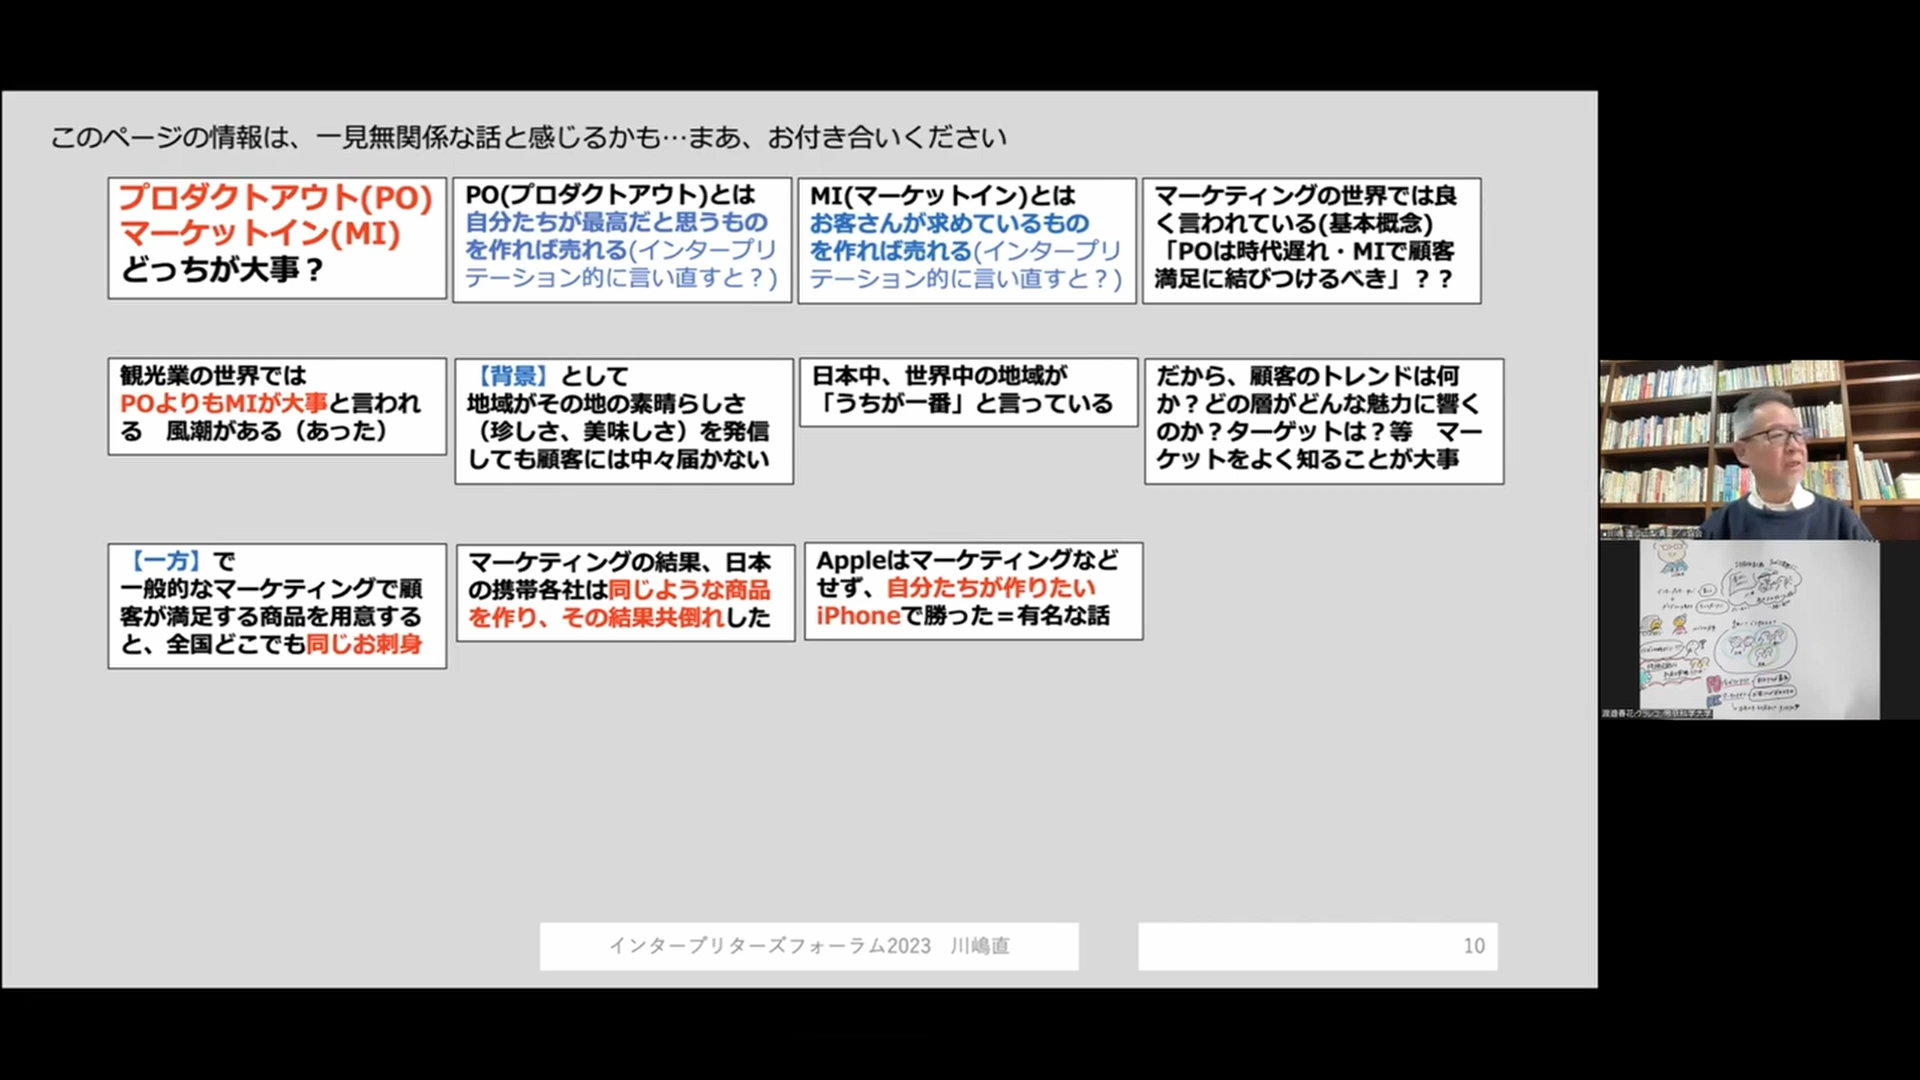 このページの情報は、一見無関係な話と感じるかも…まあ、お付き合いください
プロダクトアウト(PO)
マーケットイン(MI)
どっちが大事？
PO(プロダクトアウト)とは
自分たちが最高だと思うもの
を作れば売れる(インタープリ
テーション的に言い直すと？)
MI(マーケットイン)とは
お客さんが求めているもの
を作れば売れる(インタープリ
テーション的に言い直すと？)
マーケティングの世界では良
く言われている(基本概念)
「POは時代遅れ・MIで顧客
満足に結びつけるべき」？？
観光業の世界では
POよりもMIが大事と言われ
る　風潮がある（あった）
【背景】として
地域がその地の素晴らしさ
（珍しさ、美味しさ）を発信
しても顧客には中々届かない
日本中、世界中の地域が
「うちが一番」と言っている
だから、顧客のトレンドは何
か？どの層がどんな魅力に響く
のか？ターゲットは？等　マー
ケットをよく知ることが大事
【一方】で
一般的なマーケティングで顧
客が満足する商品を用意する
と、全国どこでも同じお刺身
マーケティングの結果、日本
の携帯各社は同じような商品
を作り、その結果共倒れした
Appleはマーケティングなど
せず、自分たちが作りたい
iPhoneで勝った＝有名な話
インタープリターズフォーラム2023　川嶋直
10